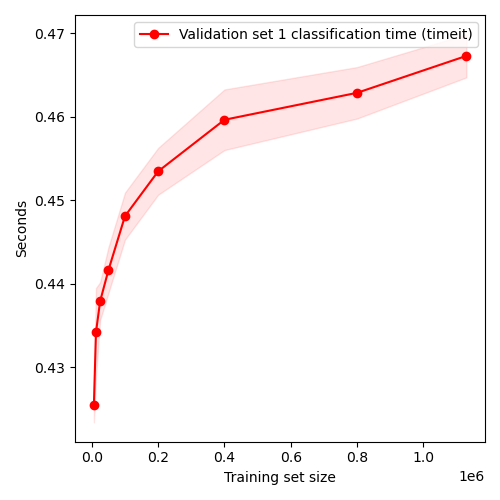 0.47
Validation set 1 classification time (timeit)
0.46
0.45
Seconds
0.44
0.43
0.0 0.2 0.4 0.6 0.8 1.0
1e6
Training set size